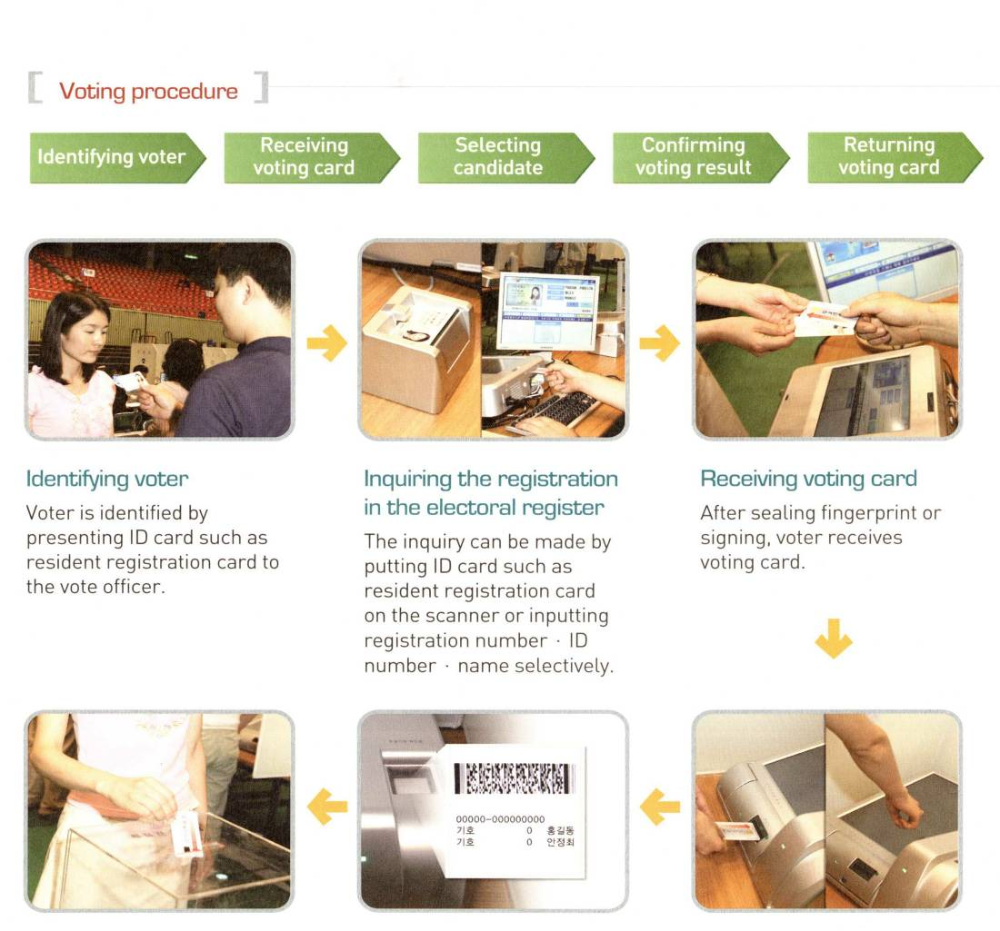 Voting procedure
Identifying voter
Receiving
voting card
Selecting
candidate
Confirming
voting result
Returning
voting card
Identifying voter
Voter is identified by
presenting ID card such as
resident registration card to
the vote officer.
Inquiring the registration
in the electoral register
The inquiry can be made by
putting ID card such as
resident registration card
on the scanner or inputting
registration number · ID
number · name selectively.
Receiving voting card
After sealing fingerprint or
signing, voter receives
voting card.
00000-000000000
기호 0 홍길동
기호 0 안정최